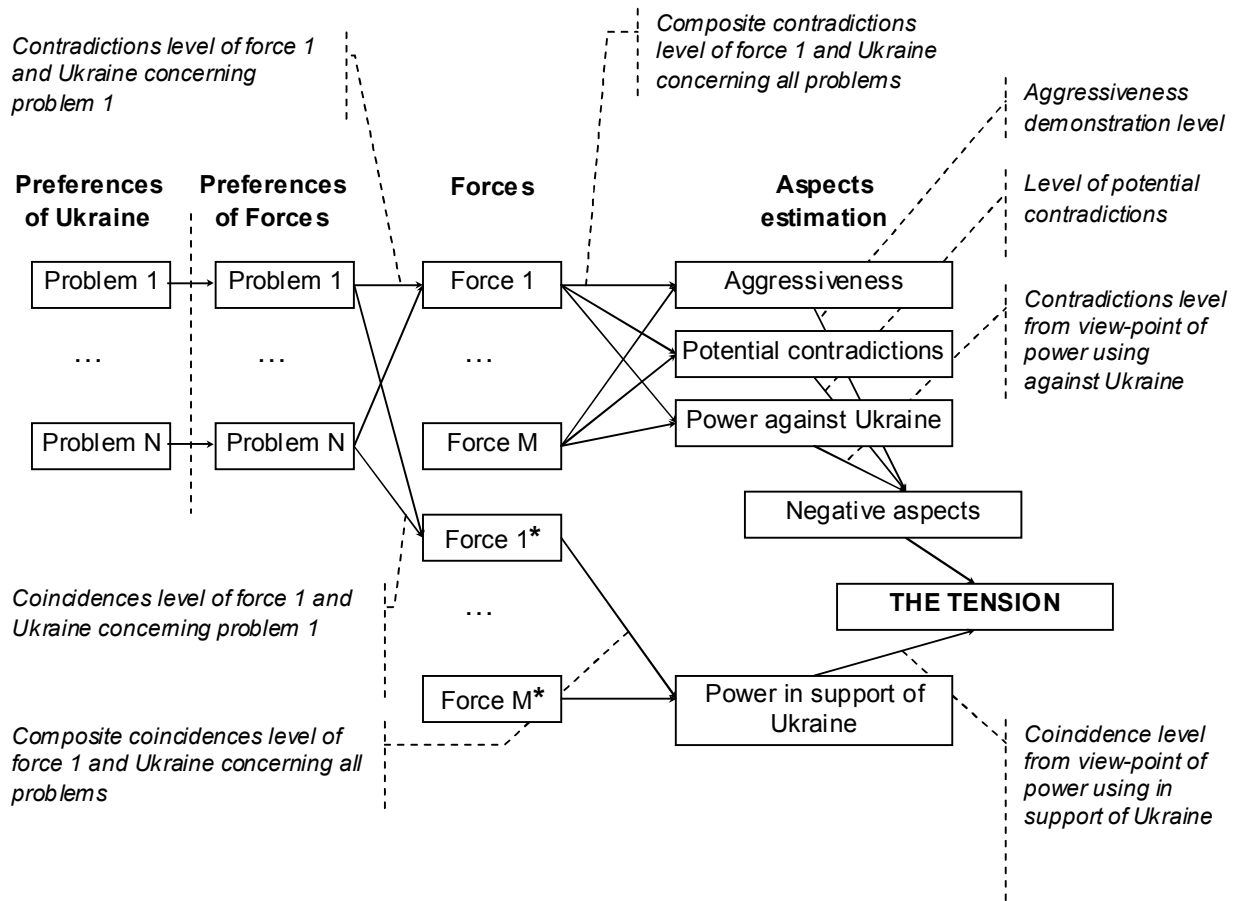 Contradictions level of force 1
and Ukraine concerning
problem 1
Composite contradictions
level of force 1 and Ukraine
concerning all problems
Aggressiveness
demonstration level
Level of potential
contradictions
Contradictions level
from view-point of
power using
against Ukraine
Preferences
of Ukraine
Preferences
of Forces
Forces
Aspects
estimation
Problem 1
Problem 1
Force 1
Aggressiveness
...
...
...
Potential contradictions
Power against Ukraine
Problem N
Problem N
Force M
Negative aspects
Force 1*
THE TENSION
Coincidences level of force 1 and
Ukraine concerning problem 1
...
Force M*
Power in support of
Ukraine
Composite coincidences level of
force 1 and Ukraine concerning all
problems
Coincidence level
from view-point of
power using in
support of Ukraine